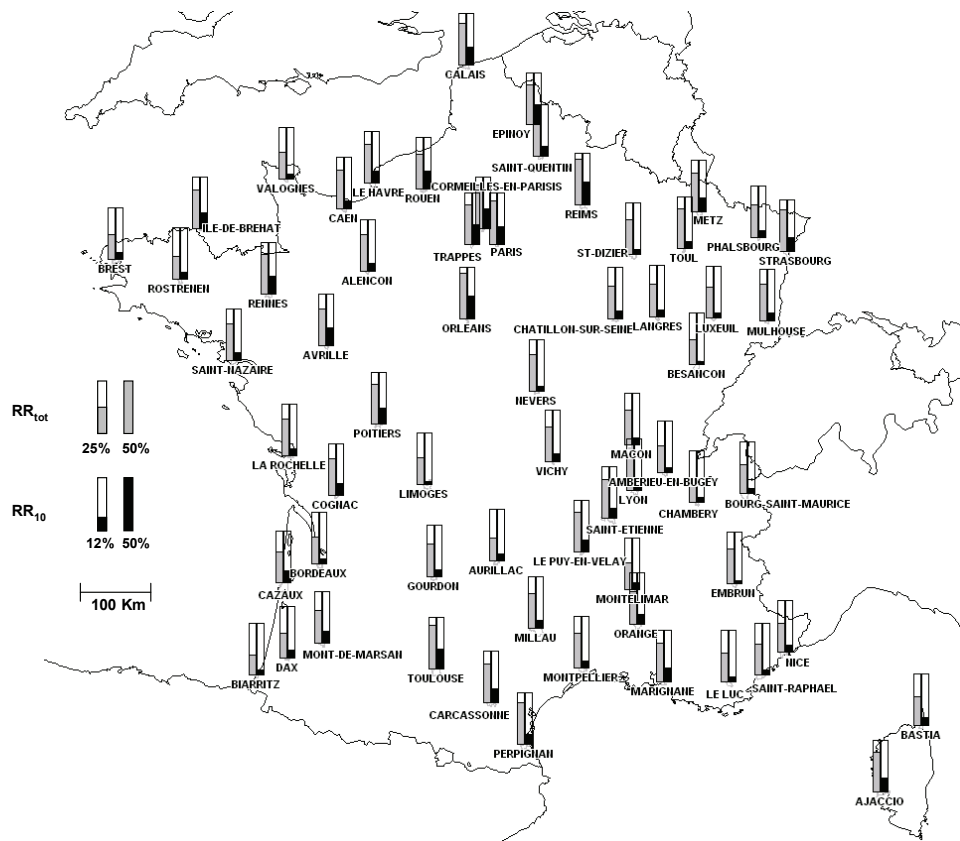 CALAIS
EPINOY
SAINT-QUENTIN
VALOGNES
LE HAVRE
ROUEN
CORMEILLES-EN-PARISIS
CAEN
REIMS
METZ
ILE-DE-BREHAT
BREST
ROSTRENEN
RENNES
ALENCON
TRAPPES
PARIS
ST-DIZIER
TOUL
PHALSBOURG
STRASBOURG
ORLEANS
CHATILLON-SUR-SEINE
LANGRES
LUXEUIL
MULHOUSE
AVRILLE
SAINT-NAZAIRE
BESANCON
NEVERS
RRtot
25% 50%
POITIERS
LA ROCHELLE
COGNAC
LIMOGES
VICHY
MACON
AMBERIEU-EN-BUGEY
LYON
CHAMBERY
BOURG-SAINT-MAURICE
RR10
12% 50%
SAINT-ETIENNE
LE PUY-EN-VELAY
BORDEAUX
CAZAUX
GOURDON
AURILLAC
EMBRUN
MONTELIMAR
100 Km
ORANGE
MILLAU
MONT-DE-MARSAN
DAX
BIARRITZ
TOULOUSE
MONTPELLIER
MARIGNANE
LE LUC
SAINT-RAPHAEL
NICE
CARCASSONNE
PERPIGNAN
BASTIA
AJACCIO